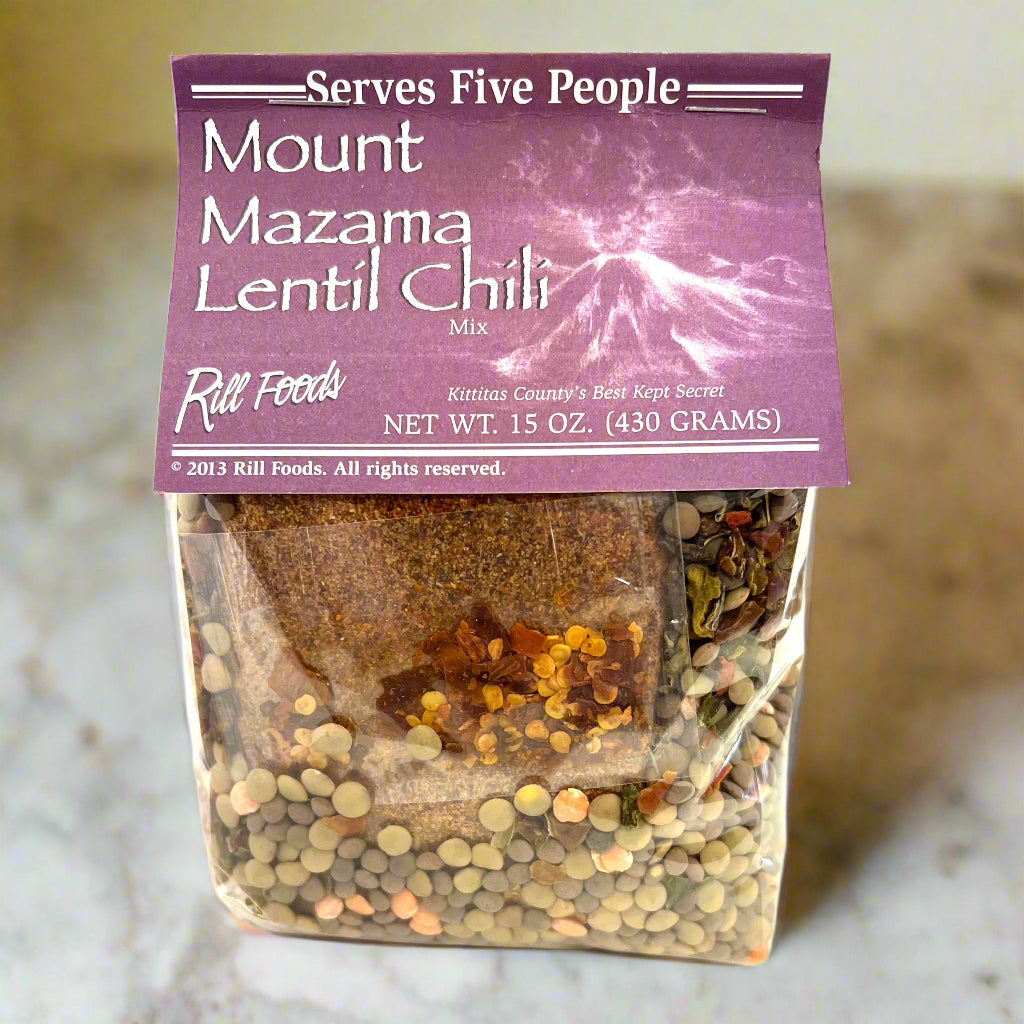 Serves Five People
Mount
Mazama
Lentil Chili
Mix
Rill Foods
Kittitas County's Best Kept Secret
NET WT. 15 OZ. (430 GRAMS)
© 2013 Rill Foods. All rights reserved.